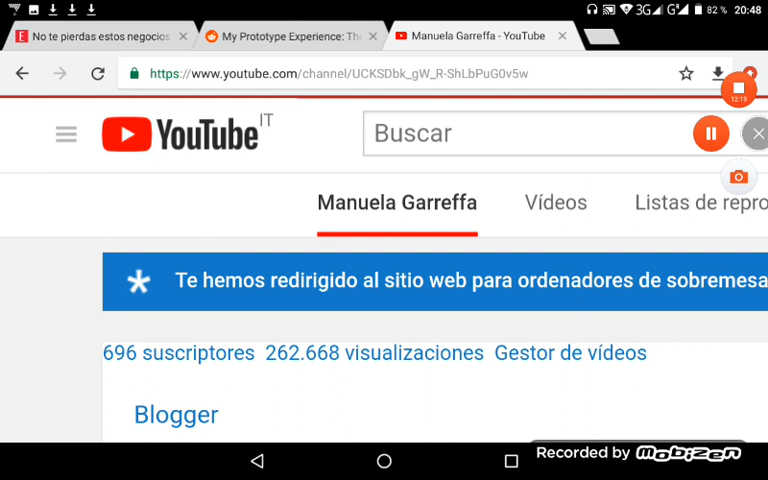 3G G 82 % 20:48
No te pierdas estos negocios
My Prototype Experience: The
Manuela Garreffa - YouTube
https://www.youtube.com/channel/UCKSDbk_gW_R-ShLbPuG0v5w
12:19
YouTube IT
Buscar
Manuela Garreffa Vídeos Listas de repro
Te hemos redirigido al sitio web para ordenadores de sobremesa
696 suscriptores 262.668 visualizaciones Gestor de vídeos
Blogger
Recorded by Mobizen